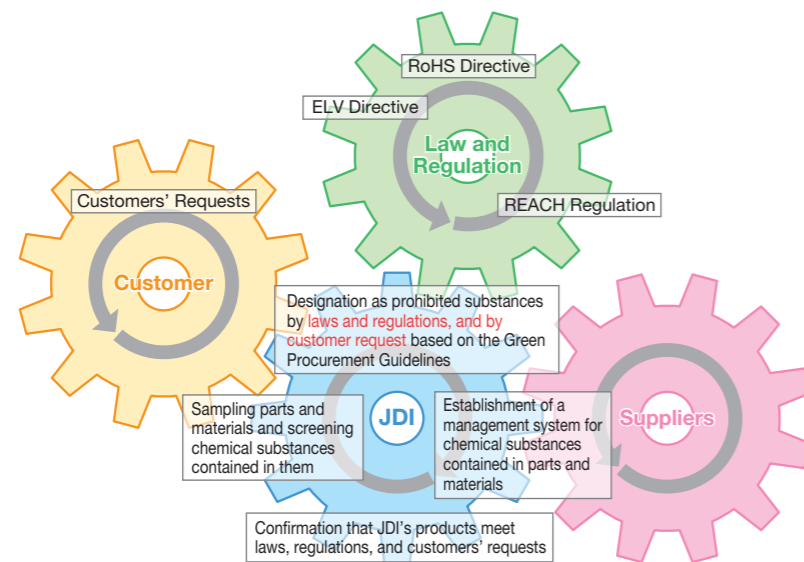 RoHS Directive
ELV Directive
Law and
Regulation
REACH Regulation
Customers’ Requests
Customer
Designation as prohibited substances
by laws and regulations, and by
customer request based on the Green
Procurement Guidelines
Sampling parts and
materials and screening
chemical substances
contained in them
JDI
Establishment of a
management system for
chemical substances
contained in parts and
materials
Suppliers
Confirmation that JDI’s products meet
laws, regulations, and customers’ requests